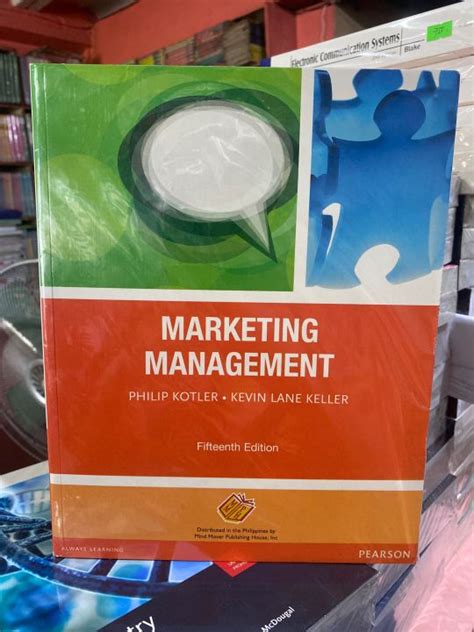 Electronic Communication Systems
Blake
MARKETING
MANAGEMENT
PHILIP KOTLER • KEVIN LANE KELLER
Fifteenth Edition
Distributed in the Philippines by
Mind Mover Publishing House, Inc
ALWAYS LEARNING
PEARSON
McDougal